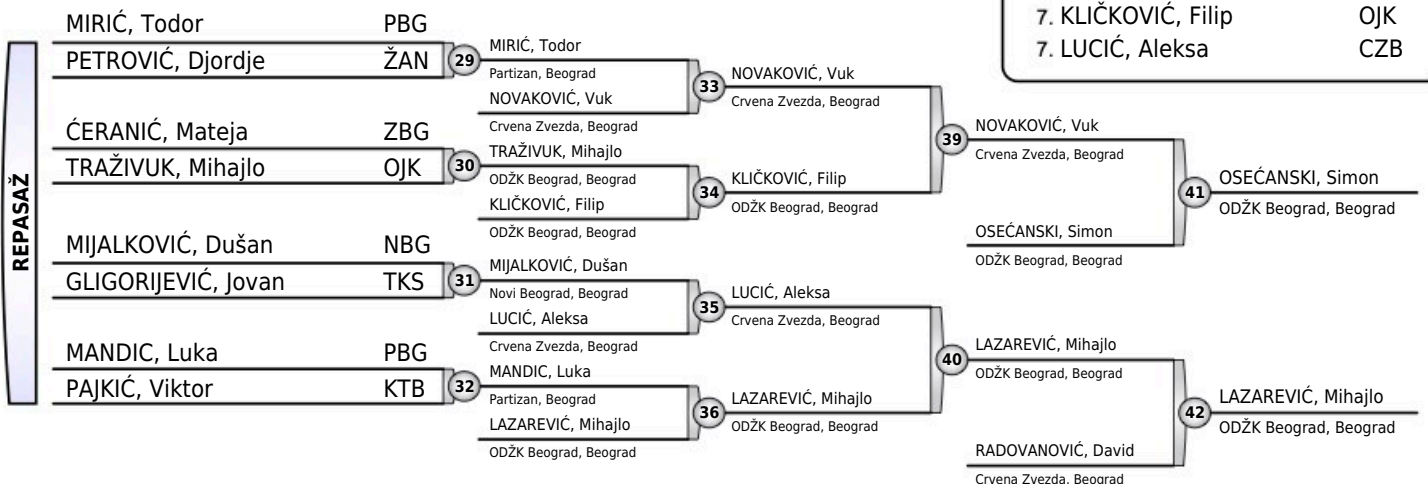 7. KLIČKOVIĆ, Filip OJK
7. LUCIĆ, Aleksa CZB
REPASAŽ
MIRIĆ, Todor PBG
PETROVIĆ, Djordje ŽAN
ĆERANIĆ, Mateja ZBG
TRAŽIVUK, Mihajlo OJK
MIJALKOVIĆ, Dušan NBG
GLIGORIJEVIĆ, Jovan TKS
MANDIC, Luka PBG
PAJKIĆ, Viktor KTB
29
30
31
32
MIRIĆ, Todor
Partizan, Beograd
NOVAKOVIĆ, Vuk
Crvena Zvezda, Beograd
TRAŽIVUK, Mihajlo
ODŽK Beograd, Beograd
KLIČKOVIĆ, Filip
ODŽK Beograd, Beograd
MIJALKOVIĆ, Dušan
Novi Beograd, Beograd
LUCIĆ, Aleksa
Crvena Zvezda, Beograd
MANDIC, Luka
Partizan, Beograd
LAZAREVIĆ, Mihajlo
ODŽK Beograd, Beograd
33
34
35
36
NOVAKOVIĆ, Vuk
Crvena Zvezda, Beograd
KLIČKOVIĆ, Filip
ODŽK Beograd, Beograd
LUCIĆ, Aleksa
Crvena Zvezda, Beograd
LAZAREVIĆ, Mihajlo
ODŽK Beograd, Beograd
39
40
NOVAKOVIĆ, Vuk
Crvena Zvezda, Beograd
OSEĆANSKI, Simon
ODŽK Beograd, Beograd
LAZAREVIĆ, Mihajlo
ODŽK Beograd, Beograd
RADOVANOVIĆ, David
Crvena Zvezda, Beograd
41
42
OSEĆANSKI, Simon
ODŽK Beograd, Beograd
LAZAREVIĆ, Mihajlo
ODŽK Beograd, Beograd